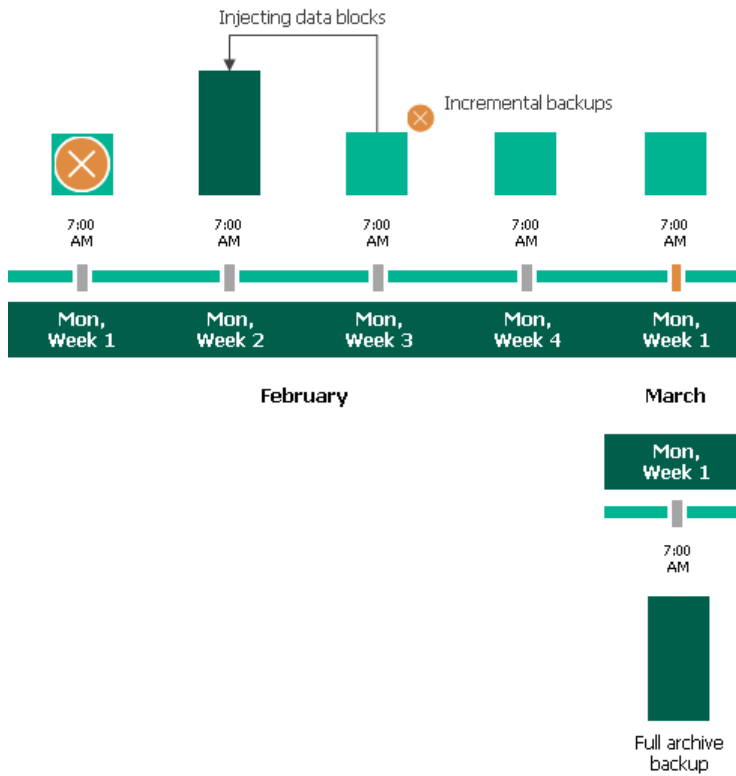 Injecting data blocks
Incremental backups
7:00
AM
7:00
AM
7:00
AM
7:00
AM
7:00
AM
Mon,
Week 1
Mon,
Week 2
Mon,
Week 3
Mon,
Week 4
Mon,
Week 1
February
March
Mon,
Week 1
7:00
AM
Full archive
backup